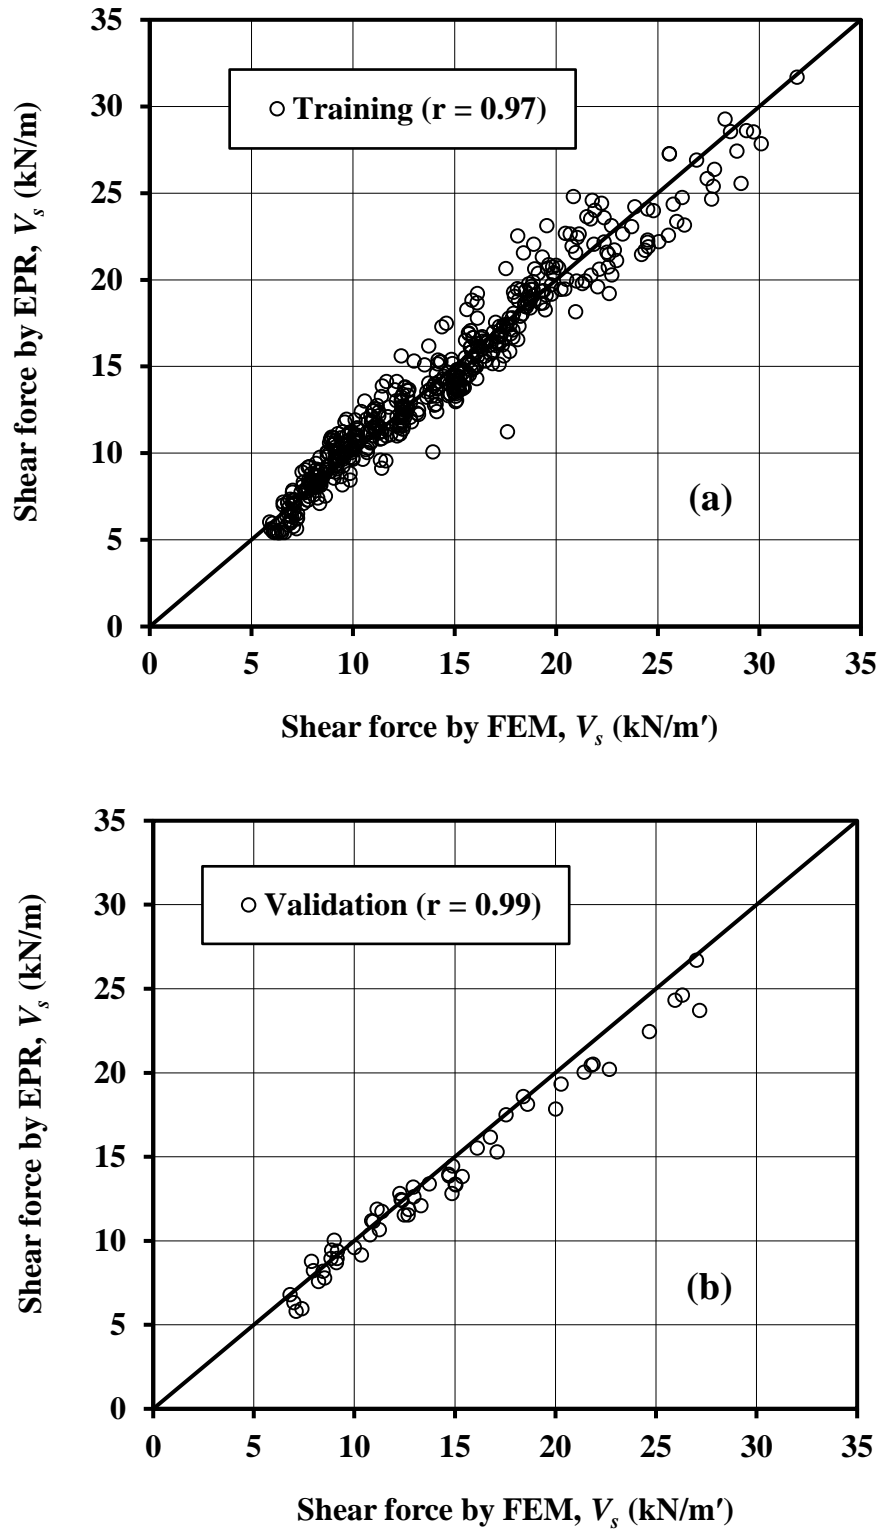 35
30
25
20
15
10
5
0
Shear force by EPR, Vs (kN/m)
Training (r = 0.97)
(a)
0 5 10 15 20 25 30 35
Shear force by FEM, Vs (kN/m′)
35
30
25
20
15
10
5
0
Shear force by EPR, Vs (kN/m)
Validation (r = 0.99)
(b)
0 5 10 15 20 25 30 35
Shear force by FEM, Vs (kN/m′)